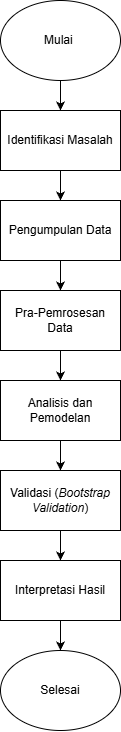 Mulai
Identifikasi Masalah
Pengumpulan Data
Pra-Pemrosesan
Data
Analisis dan
Pemodelan
Validasi (Bootstrap
Validation)
Interpretasi Hasil
Selesai